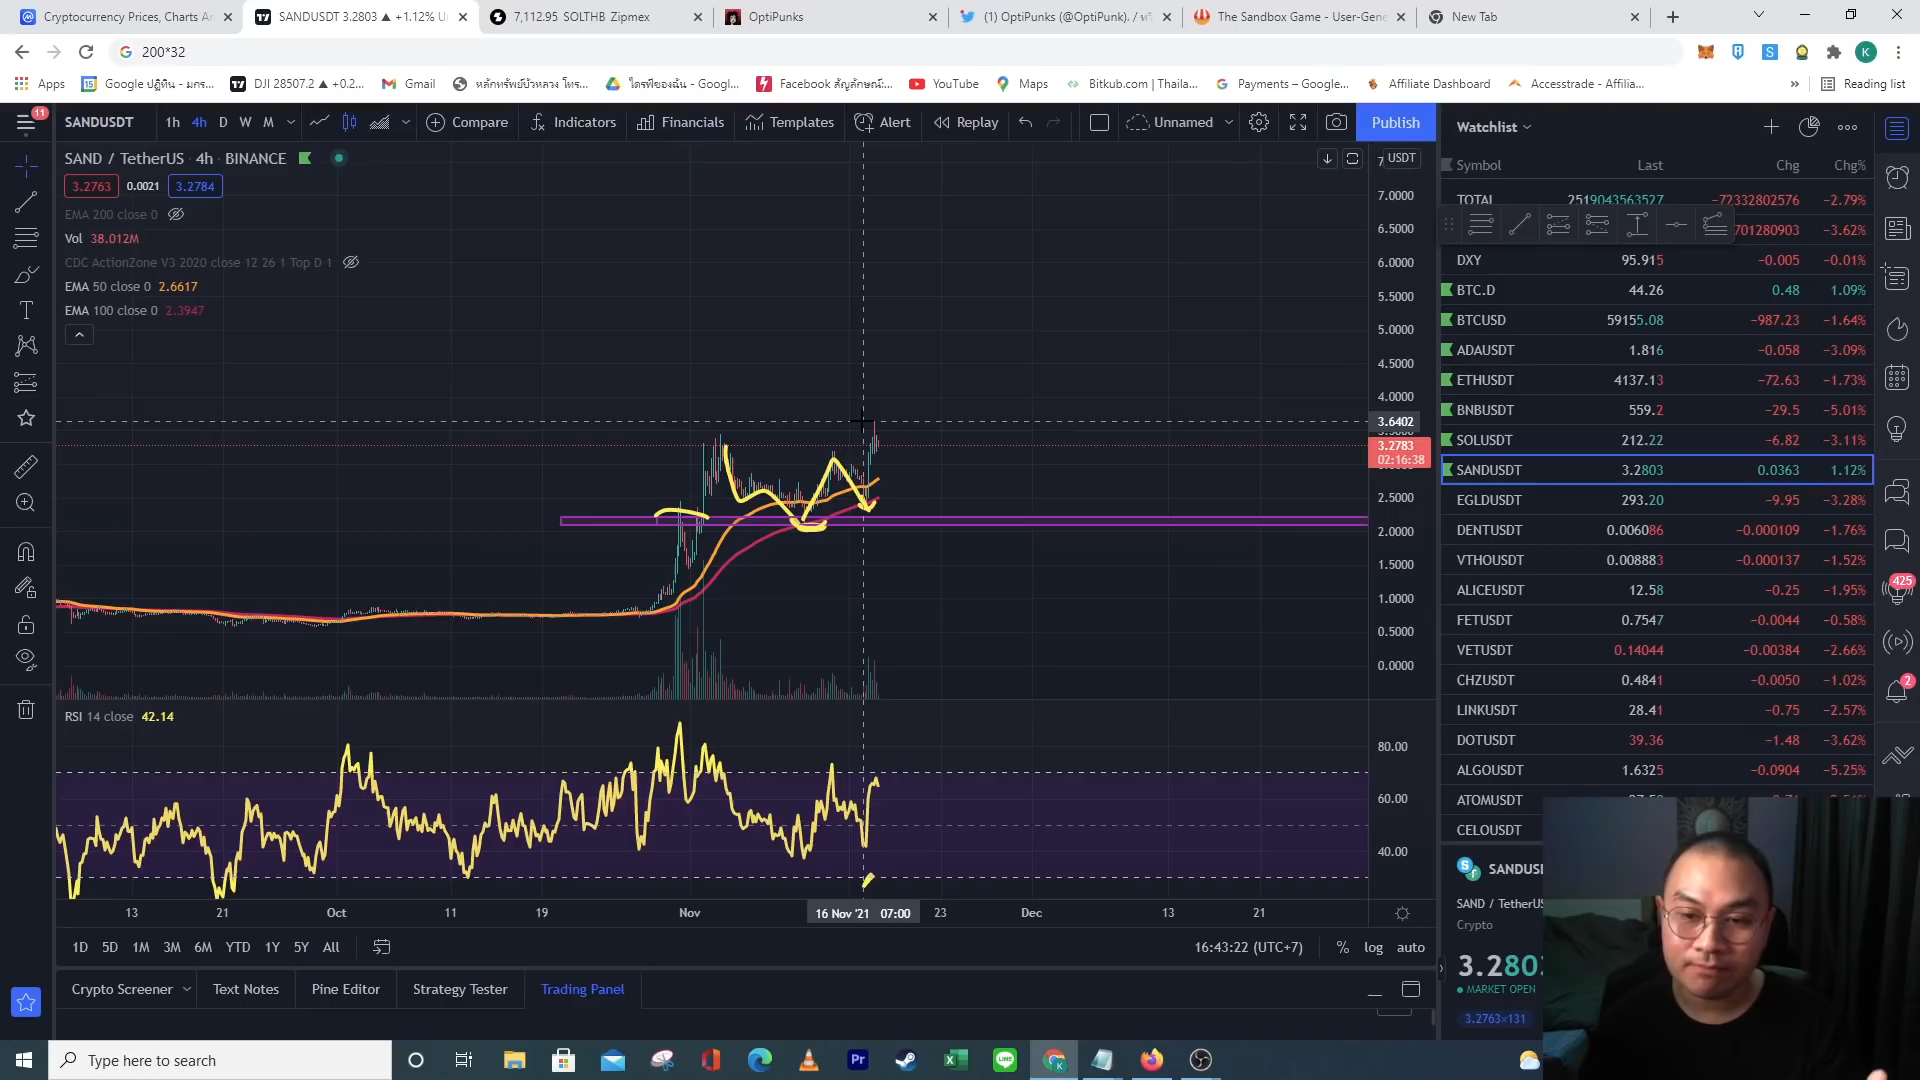 Cryptocurrency Prices, Charts Ar
SANDUSDT 3.2803 ▲ +1.12% U
7,112.95 SOLTHB Zipmex
OptiPunks
(1) OptiPunks (@OptiPunk). / ทวี
The Sandbox Game - User-Gene
New Tab
200*32
K
Apps
Google ปฏิทิน - มกร...
DJI 28507.2 ▲ +0.2...
Gmail
หลักทรัพย์บัวหลวง โทร...
ไดรฟ์ของฉัน - Googl...
Facebook สัญลักษณ์:...
YouTube
Maps
Bitkub.com | Thaila...
Payments – Google...
Affiliate Dashboard
Accesstrade - Affilia...
»
Reading list
11
SANDUSDT
1h
4h
D
W
M
Compare
Indicators
Financials
Templates
Alert
Replay
Unnamed
Publish
SAND / TetherUS · 4h · BINANCE
3.2763
0.0021
3.2784
EMA 200 close 0
Vol 38.012M
CDC ActionZone V3 2020 close 12 26 1 Top D 1
EMA 50 close 0 2.6617
EMA 100 close 0 2.3947
USDT
7.0000
6.5000
6.0000
5.5000
5.0000
4.5000
4.0000
3.6402
3.2783
02:16:38
2.5000
2.0000
1.5000
1.0000
0.5000
0.0000
RSI 14 close 42.14
80.00
60.00
40.00
13
21
Oct
11
19
Nov
16 Nov '21 07:00
23
Dec
13
21
1D
5D
1M
3M
6M
YTD
1Y
5Y
All
16:43:22 (UTC+7)
%
log
auto
Crypto Screener
Text Notes
Pine Editor
Strategy Tester
Trading Panel
Watchlist
Symbol Last Chg Chg%
TOTAL 2519043563527 −72332802576 −2.79%
701280903 −3.62%
DXY 95.915 −0.005 −0.01%
BTC.D 44.26 0.48 1.09%
BTCUSD 59155.08 −987.23 −1.64%
ADAUSDT 1.816 −0.058 −3.09%
ETHUSDT 4137.13 −72.63 −1.73%
BNBUSDT 559.2 −29.5 −5.01%
SOLUSDT 212.22 −6.82 −3.11%
SANDUSDT 3.2803 0.0363 1.12%
EGLDUSDT 293.20 −9.95 −3.28%
DENTUSDT 0.006086 −0.000109 −1.76%
VTHOUSDT 0.008883 −0.000137 −1.52%
ALICEUSDT 12.58 −0.25 −1.95%
FETUSDT 0.7547 −0.0044 −0.58%
VETUSDT 0.14044 −0.00384 −2.66%
CHZUSDT 0.4841 −0.0050 −1.02%
LINKUSDT 28.41 −0.75 −2.57%
DOTUSDT 39.36 −1.48 −3.62%
ALGOUSDT 1.6325 −0.0904 −5.25%
ATOMUSDT
CELOUSDT
SANDUSD
SAND / TetherUS
Crypto
3.2803
MARKET OPEN
3.2763×131
425
2
Type here to search
Pr
LINE